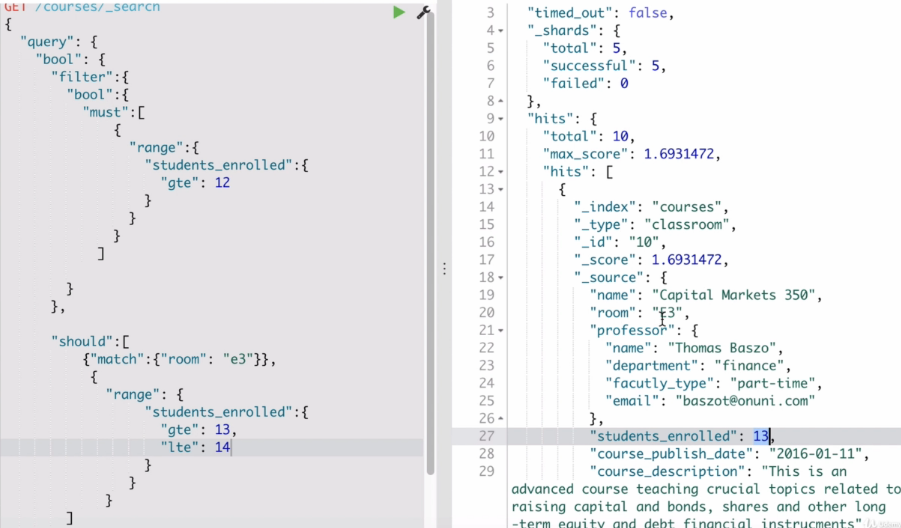 GET /courses/_search
{
"query": {
"bool": {
"filter":{
"bool":{
"must":[
{
"range":{
"students_enrolled":{
"gte": 12
}
}
}
]
}
},
"should":[
{"match":{"room": "e3"}},
{
"range": {
"students_enrolled":{
"gte": 13,
"lte": 14
}
}
}
]
3 "timed_out": false,
4 "_shards": {
5 "total": 5,
6 "successful": 5,
7 "failed": 0
8 },
9 "hits": {
10 "total": 10,
11 "max_score": 1.6931472,
12 "hits": [
13 {
14 "_index": "courses",
15 "_type": "classroom",
16 "_id": "10",
17 "_score": 1.6931472,
18 "_source": {
19 "name": "Capital Markets 350",
20 "room": "E3",
21 "professor": {
22 "name": "Thomas Baszo",
23 "department": "finance",
24 "facutly_type": "part-time",
25 "email": "baszot@onuni.com"
26 },
27 "students_enrolled": 13,
28 "course_publish_date": "2016-01-11",
29 "course_description": "This is an
advanced course teaching crucial topics related to
raising capital and bonds, shares and other long
-term equity and debt financial instrucments"